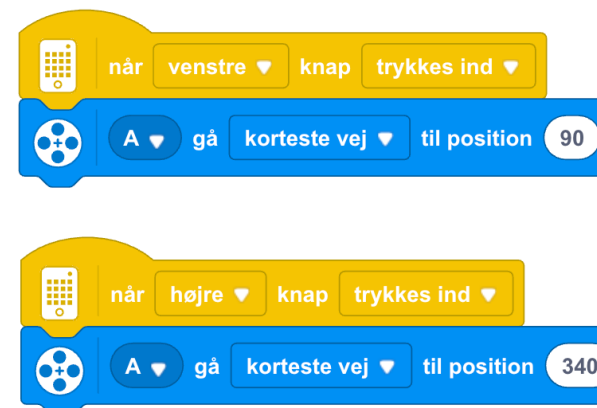 når venstre knap trykkes ind
A gå korteste vej til position 90
når højre knap trykkes ind
A gå korteste vej til position 340